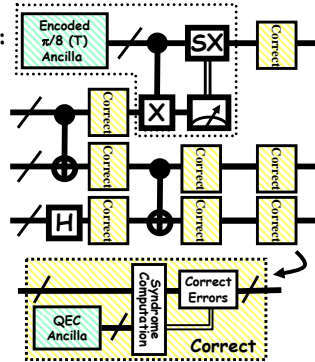 Encoded
π/8 (T)
Ancilla
SX
Correct
X
Correct
Correct
Correct
Correct
H
Correct
Correct
Correct
QEC
Ancilla
Syndrome
Computation
Correct
Errors
Correct